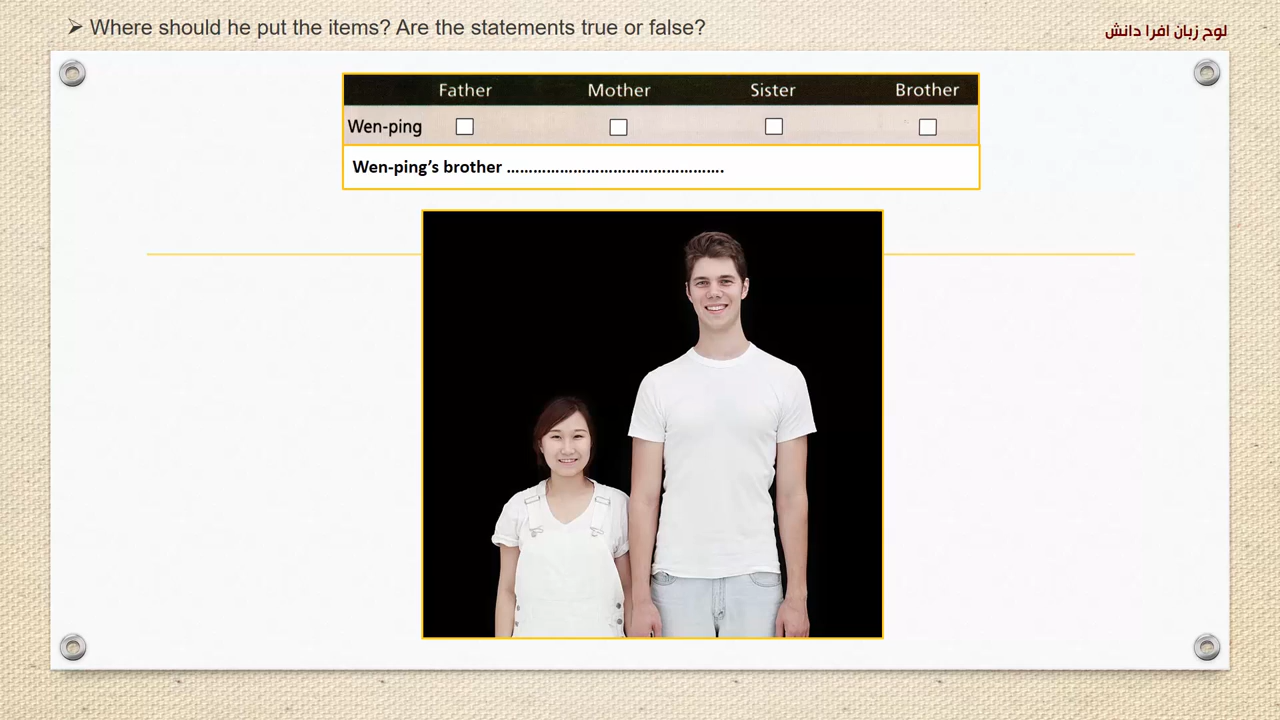 ➢ Where should he put the items? Are the statements true or false?
لوح زبان افرا دانش
Father Mother Sister Brother
Wen-ping ☐ ☐ ☐ ☐
Wen-ping’s brother ………………………………………….